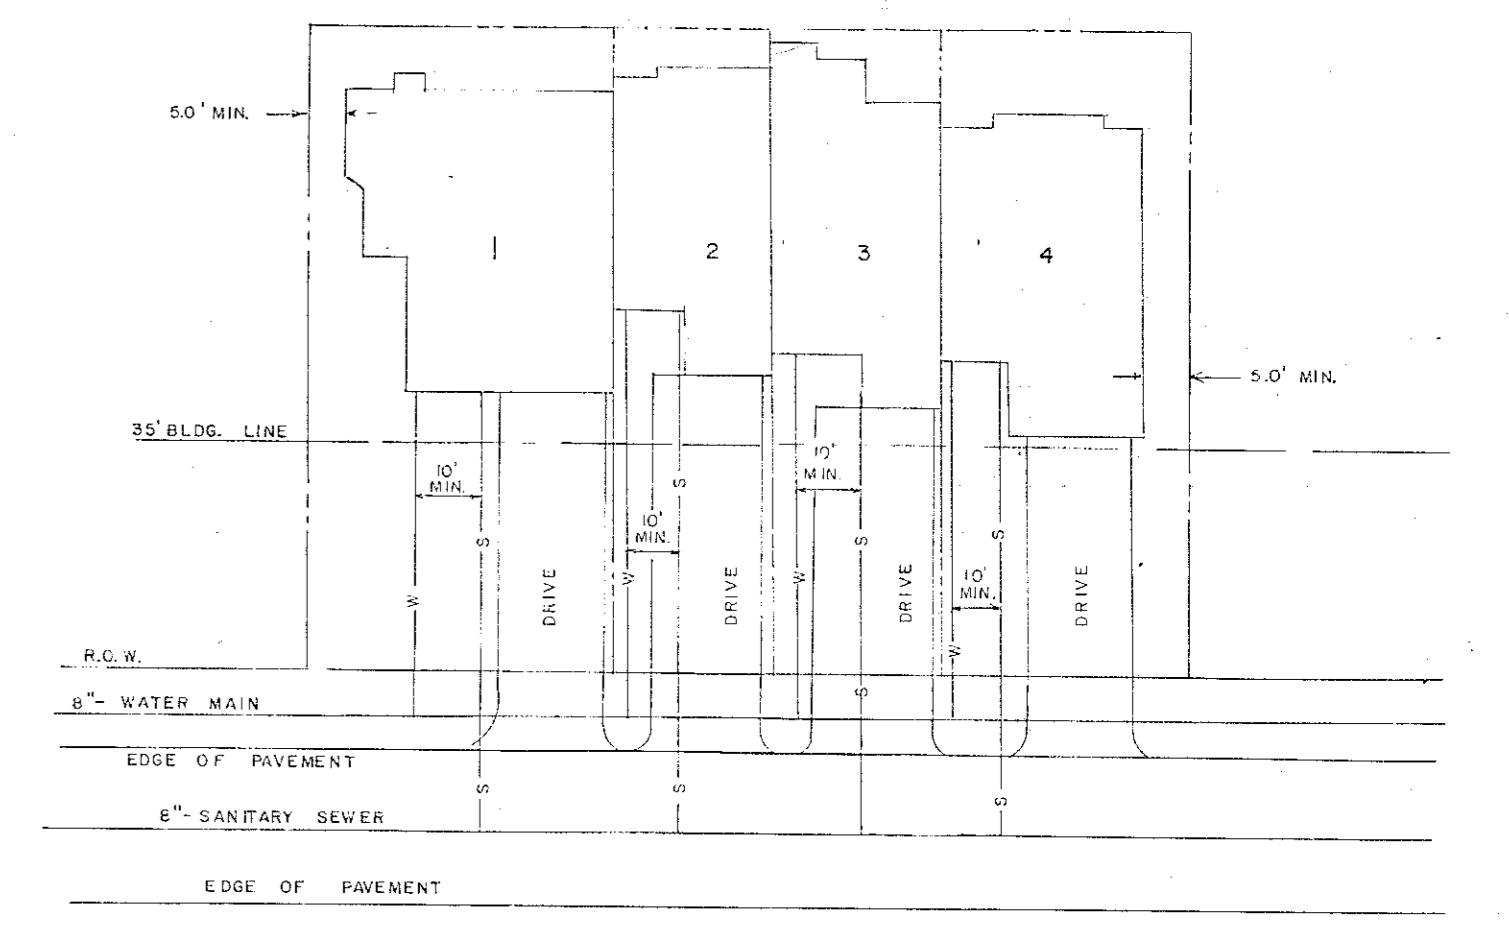 5.0' MIN.
1
2
3
4
5.0' MIN.
35' BLDG. LINE
10'
MIN.
10'
MIN.
10'
MIN.
10'
MIN.
S
S
S
S
W
W
W
W
DRIVE
DRIVE
DRIVE
DRIVE
R.O.W.
S
8"- WATER MAIN
EDGE OF PAVEMENT
S
S
S
8"- SANITARY SEWER
EDGE OF PAVEMENT